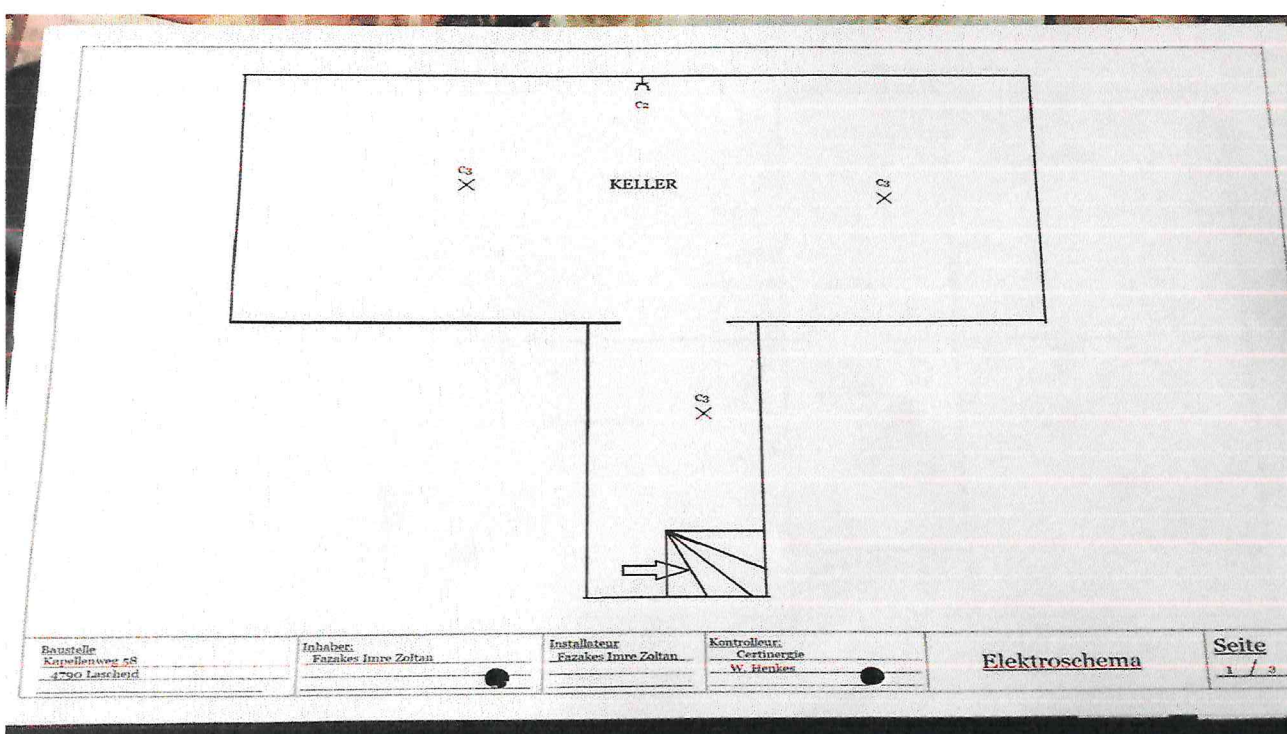 C2
C3
KELLER
C3
C3
Baustelle
Kapellenweg 58
4790 Lascheid
Inhaber:
Fazakes Imre Zoltan
Installateur
Fazakes Imre Zoltan
Kontrolleur:
Certinergie
W. Henkes
Elektroschema
Seite
1 / 3